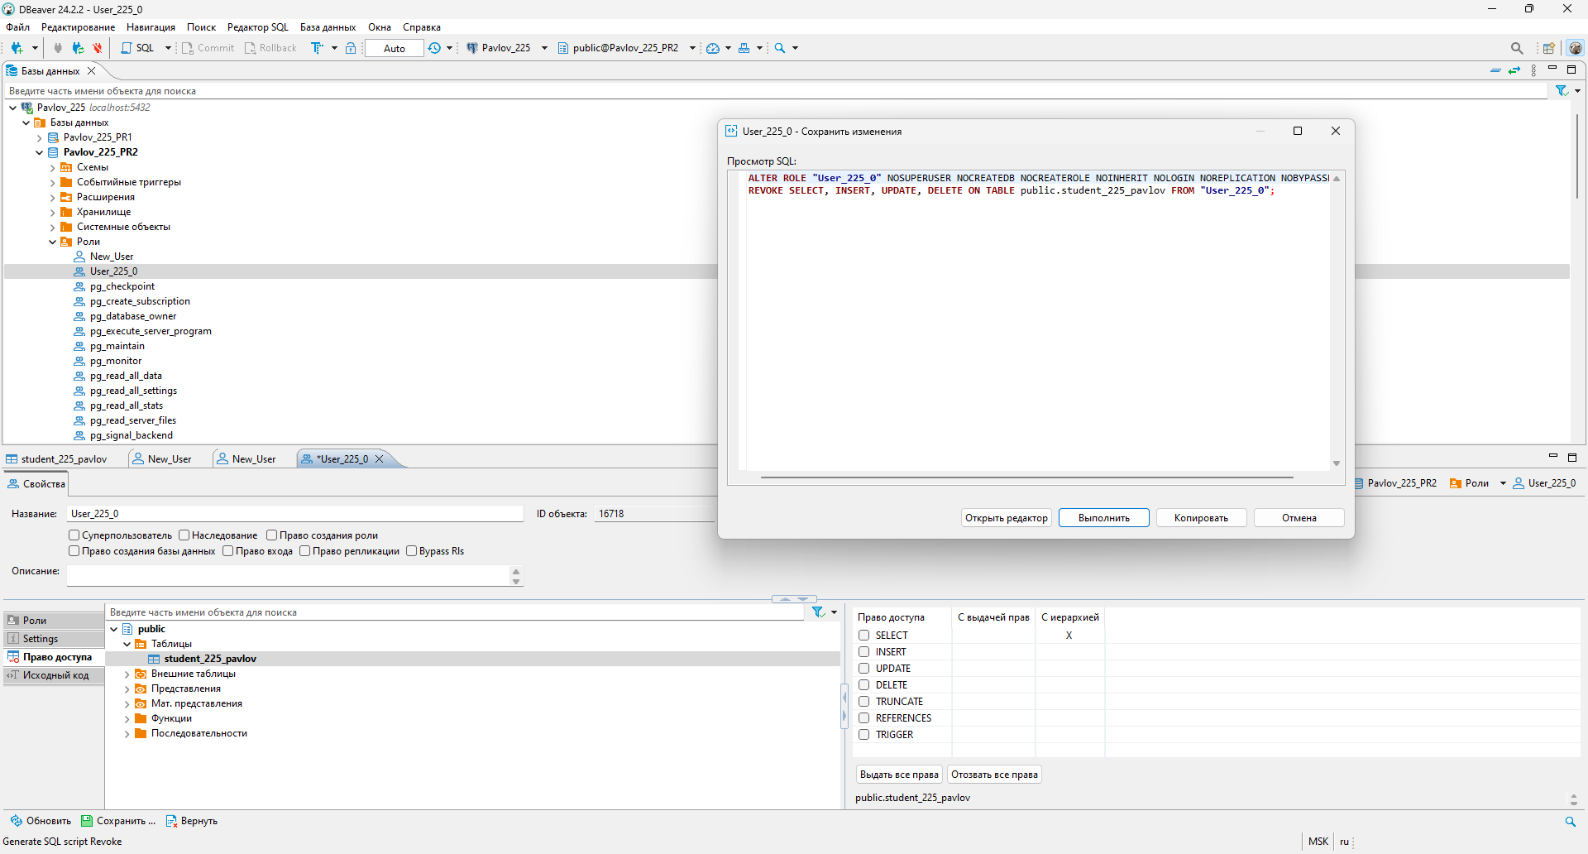 DBeaver 24.2.2 - User_225_0
Файл Редактирование Навигация Поиск Редактор SQL База данных Окна Справка
SQL Commit Rollback Auto Pavlov_225 public@Pavlov_225_PR2
Базы данных
Введите часть имени объекта для поиска
Pavlov_225 localhost:5432
Базы данных
Pavlov_225_PR1
Pavlov_225_PR2
Схемы
Событийные триггеры
Расширения
Хранилище
Системные объекты
Роли
New_User
User_225_0
pg_checkpoint
pg_create_subscription
pg_database_owner
pg_execute_server_program
pg_maintain
pg_monitor
pg_read_all_data
pg_read_all_settings
pg_read_all_stats
pg_read_server_files
pg_signal_backend
User_225_0 - Сохранить изменения
Просмотр SQL:
ALTER ROLE "User_225_0" NOSUPERUSER NOCREATEDB NOCREATEROLE NOINHERIT NOLOGIN NOREPLICATION NOBYPASS
REVOKE SELECT, INSERT, UPDATE, DELETE ON TABLE public.student_225_pavlov FROM "User_225_0";
Открыть редактор Выполнить Копировать Отмена
student_225_pavlov New_User New_User *User_225_0
Свойства Pavlov_225_PR2 Роли User_225_0
Название: User_225_0 ID объекта: 16718
Суперпользователь Наследование Право создания роли
Право создания базы данных Право входа Право репликации Bypass Rls
Описание:
Роли
Settings
Право доступа
Исходный код
Введите часть имени объекта для поиска
public
Таблицы
student_225_pavlov
Внешние таблицы
Представления
Мат. представления
Функции
Последовательности
Право доступа С выдачей прав С иерархией
SELECT X
INSERT
UPDATE
DELETE
TRUNCATE
REFERENCES
TRIGGER
Выдать все права Отозвать все права
public.student_225_pavlov
Обновить Сохранить ... Вернуть
Generate SQL script Revoke MSK ru